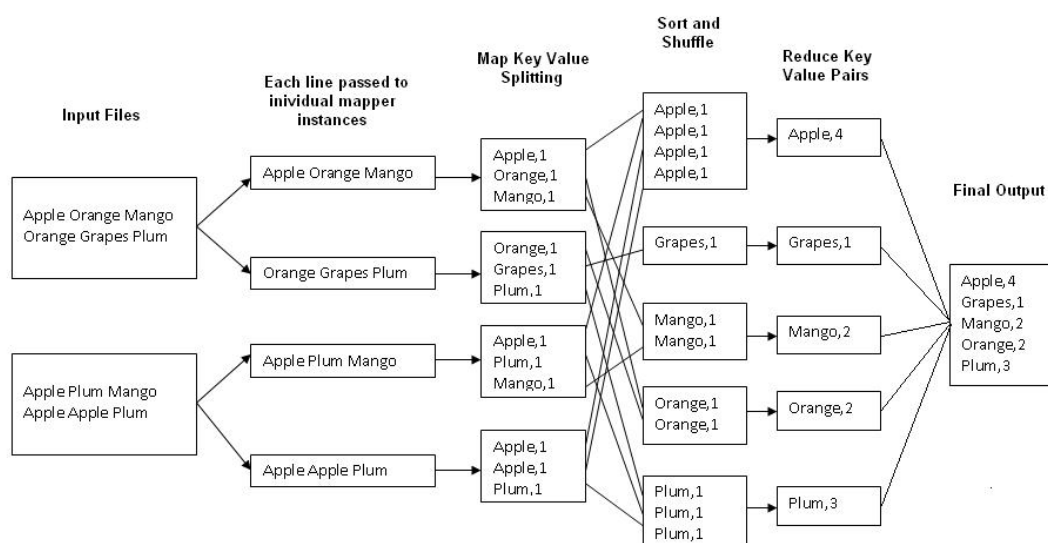 Input Files
Each line passed to
inividual mapper
instances
Map Key Value
Splitting
Sort and
Shuffle
Reduce Key
Value Pairs
Final Output
Apple Orange Mango
Orange Grapes Plum
Apple Plum Mango
Apple Apple Plum
Apple Orange Mango
Orange Grapes Plum
Apple Plum Mango
Apple Apple Plum
Apple,1
Orange,1
Mango,1
Orange,1
Grapes,1
Plum,1
Apple,1
Plum,1
Mango,1
Apple,1
Apple,1
Plum,1
Apple,1
Apple,1
Apple,1
Apple,1
Grapes,1
Mango,1
Mango,1
Orange,1
Orange,1
Plum,1
Plum,1
Plum,1
Apple,4
Grapes,1
Mango,2
Orange,2
Plum,3
Apple,4
Grapes,1
Mango,2
Orange,2
Plum,3